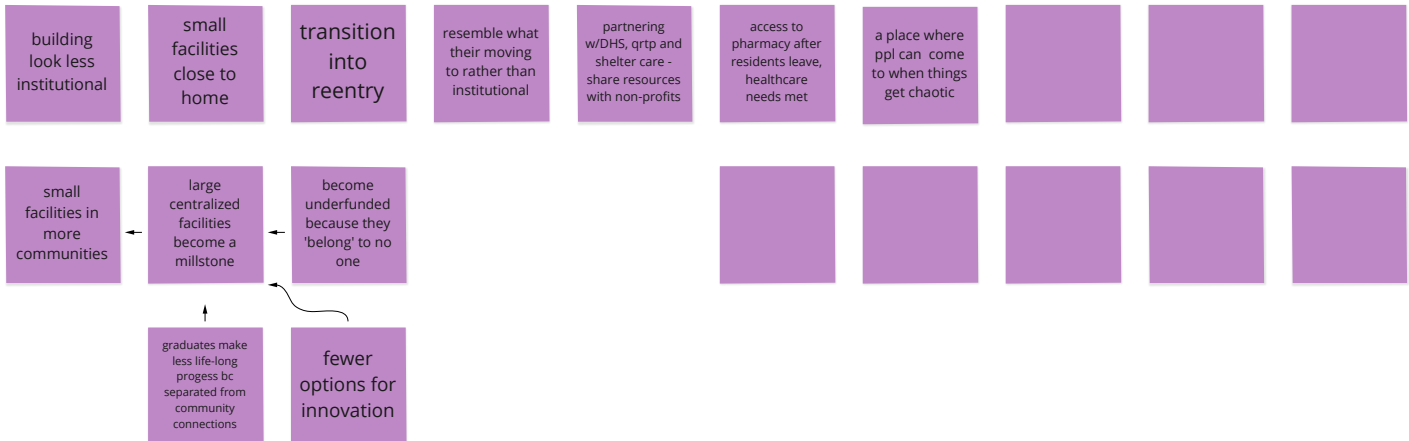 building
look less
institutional
small
facilities
close to
home
transition
into
reentry
resemble what
their moving
to rather than
institutional
partnering
w/DHS, qrtp and
shelter care -
share resources
with non-profits
access to
pharmacy after
residents leave,
healthcare
needs met
a place where
ppl can come
to when things
get chaotic
small
facilities in
more
communities
large
centralized
facilities
become a
millstone
become
underfunded
because they
'belong' to no
one
graduates make
less life-long
progess bc
separated from
community
connections
fewer
options for
innovation